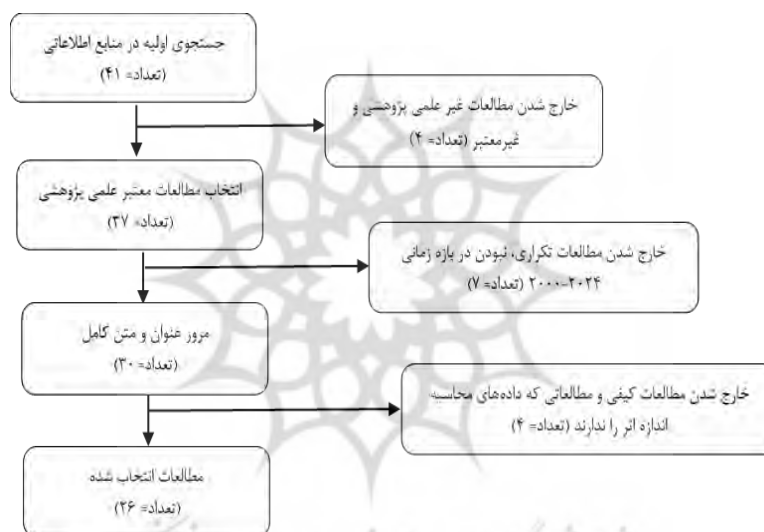 جستجوی اولیه در منابع اطلاعاتی
(تعداد= ۴۱)
خارج شدن مطالعات غیر علمی پژوهشی و
غیرمعتبر (تعداد= ۴)
انتخاب مطالعات معتبر علمی پژوهشی
(تعداد= ۳۷)
خارج شدن مطالعات تکراری، نبودن در بازه زمانی
۲۰۰۰-۲۰۲۴ (تعداد= ۷)
مرور عنوان و متن کامل
(تعداد= ۳۰)
خارج شدن مطالعات کیفی و مطالعاتی که داده‌های محاسبه
اندازه اثر را ندارند (تعداد= ۴)
مطالعات انتخاب شده
(تعداد= ۲۶)